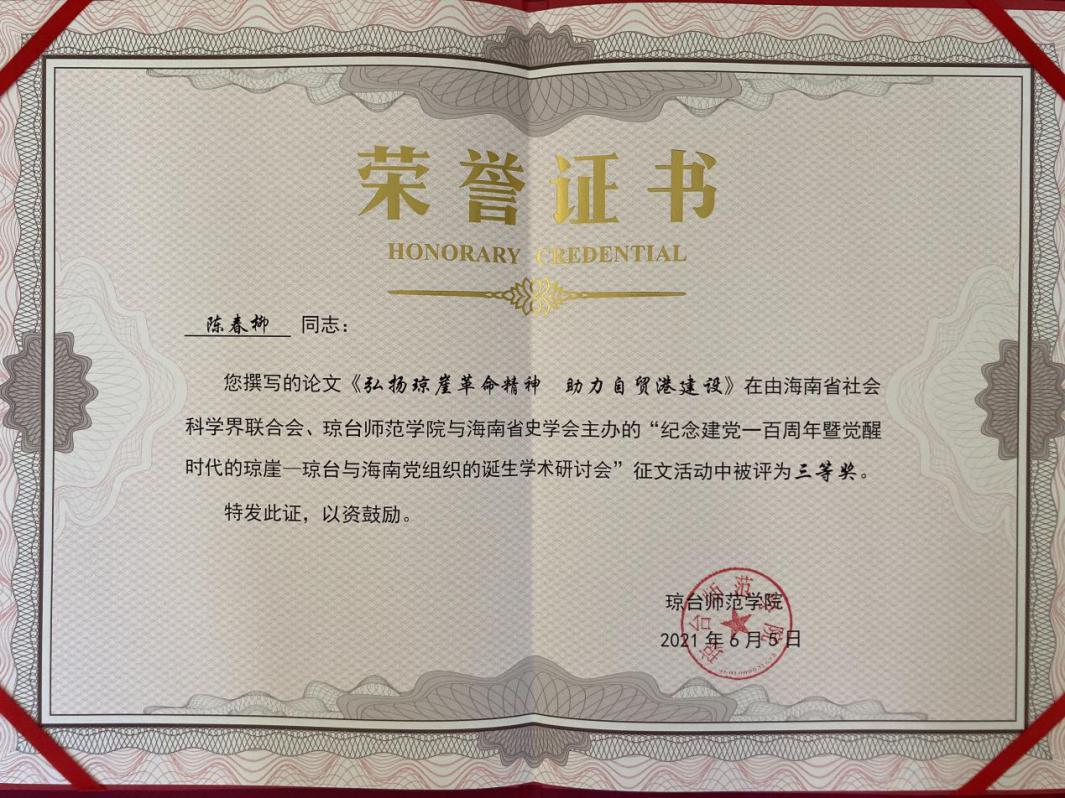 荣誉证书
HONORARY CREDENTIAL
陈春柳 同志：
您撰写的论文《弘扬琼崖革命精神 助力自贸港建设》在由海南省社会
科学界联合会、琼台师范学院与海南省史学会主办的“纪念建党一百周年暨觉醒
时代的琼崖—琼台与海南党组织的诞生学术研讨会”征文活动中被评为三等奖。
特发此证，以资鼓励。
琼台师范学院
2021年6月5日
琼台师范学院